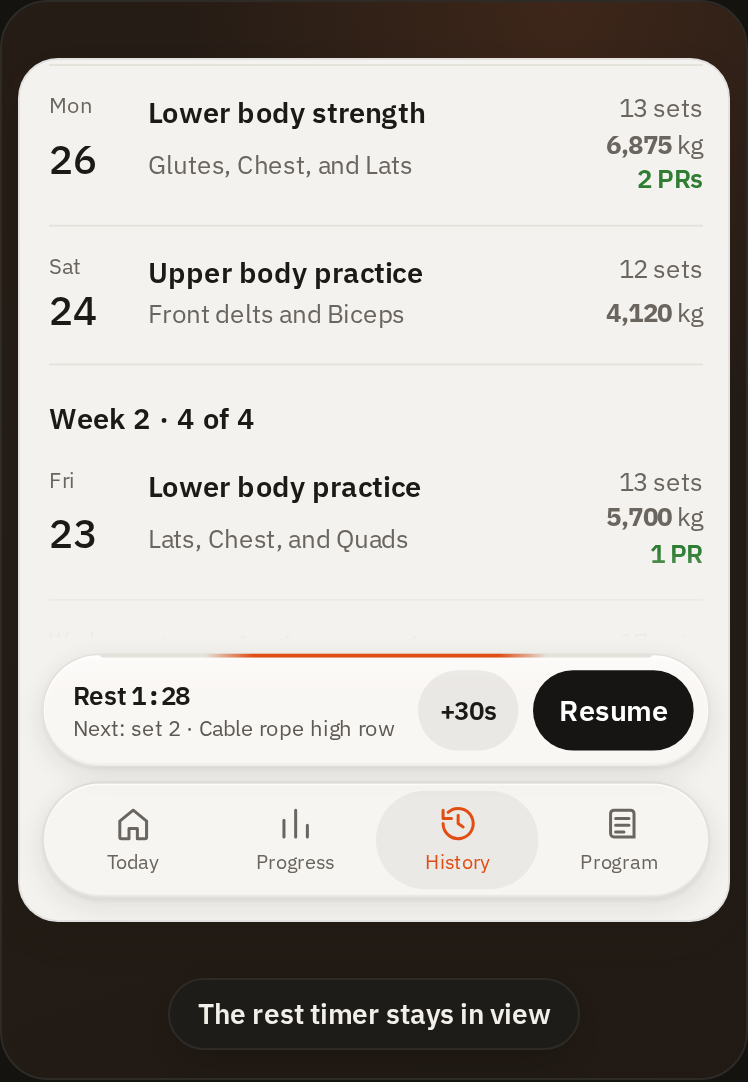 Mon
26
Lower body strength
Glutes, Chest, and Lats
13 sets
6,875 kg
2 PRs
Sat
24
Upper body practice
Front delts and Biceps
12 sets
4,120 kg
Week 2 · 4 of 4
Fri
23
Lower body practice
Lats, Chest, and Quads
13 sets
5,700 kg
1 PR
Rest 1:28
Next: set 2 · Cable rope high row
+30s
Resume
Today
Progress
History
Program
The rest timer stays in view